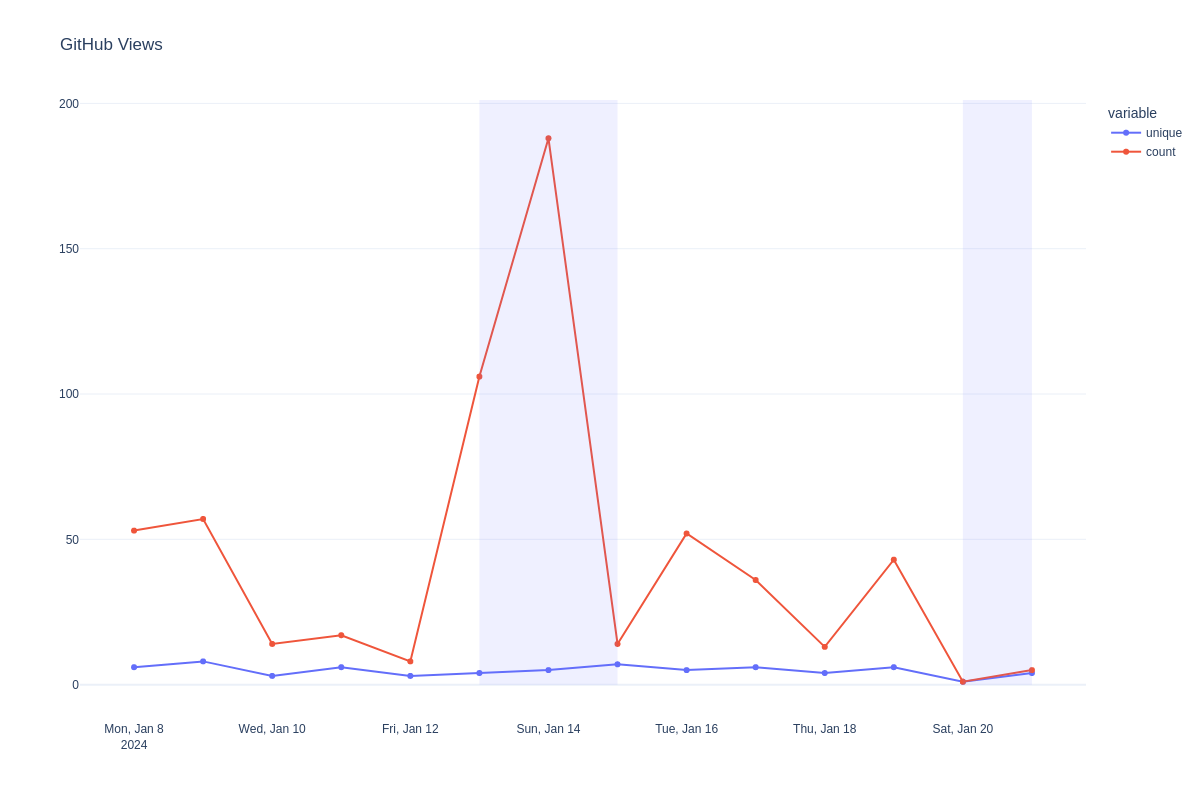 GitHub Views
200
150
100
50
0
Mon, Jan 8
2024
Wed, Jan 10
Fri, Jan 12
Sun, Jan 14
Tue, Jan 16
Thu, Jan 18
Sat, Jan 20
variable
unique
count